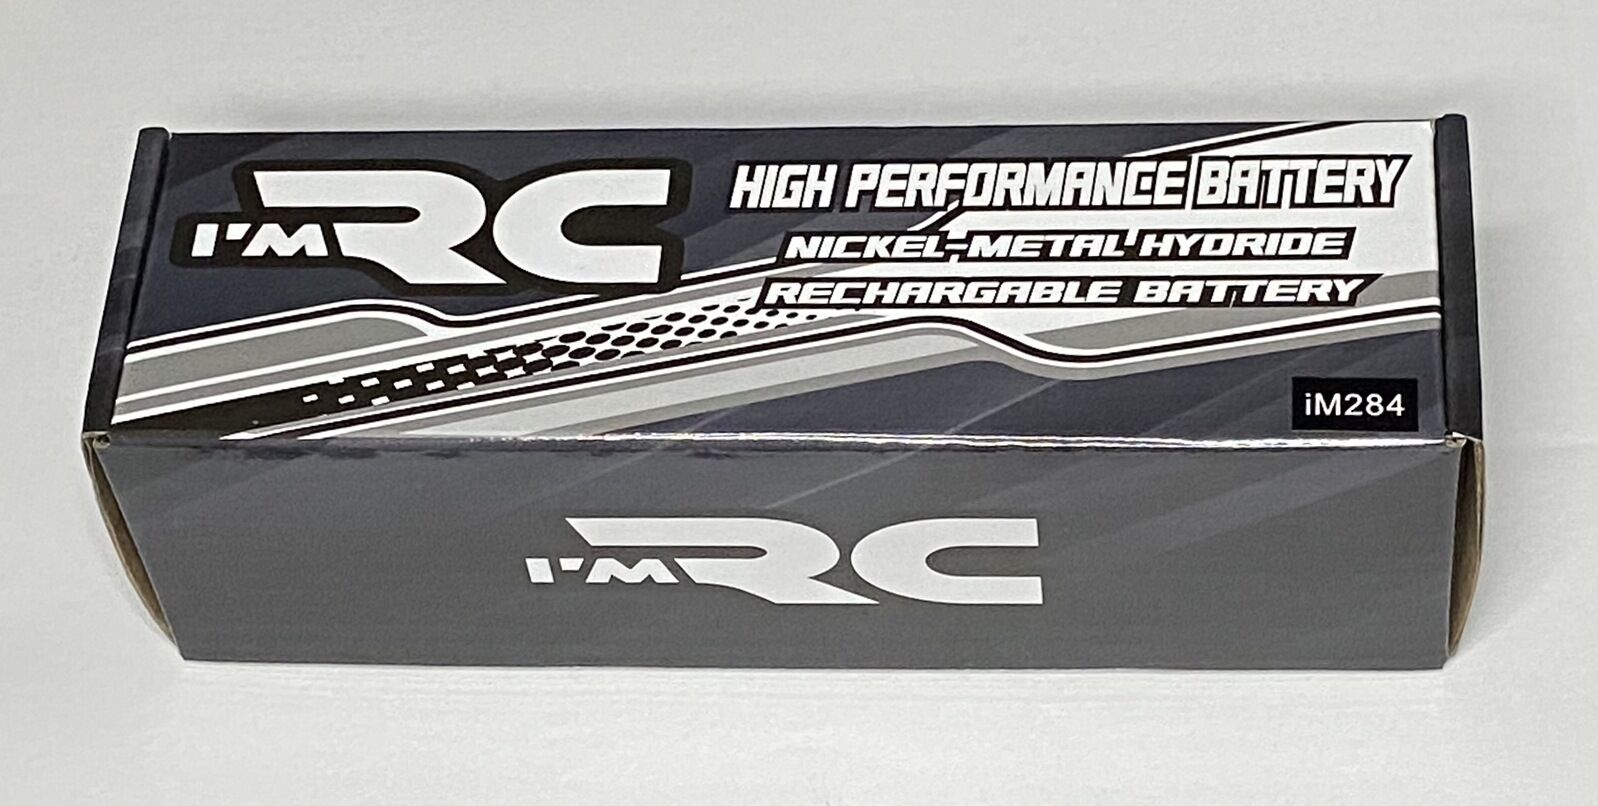 I'M RC
HIGH PERFORMANCE BATTERY
NICKEL-METAL HYDRIDE
RECHARGABLE BATTERY
iM284
I'M RC